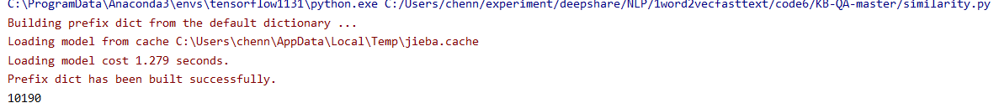 C:\ProgramData\Anaconda3\envs\tensorflow1131\python.exe C:/Users/chenn/experiment/deepshare/NLP/1word2vecfasttext/code6/KB-QA-master/similarity.py
Building prefix dict from the default dictionary ...
Loading model from cache C:\Users\chenn\AppData\Local\Temp\jieba.cache
Loading model cost 1.279 seconds.
Prefix dict has been built successfully.
10190